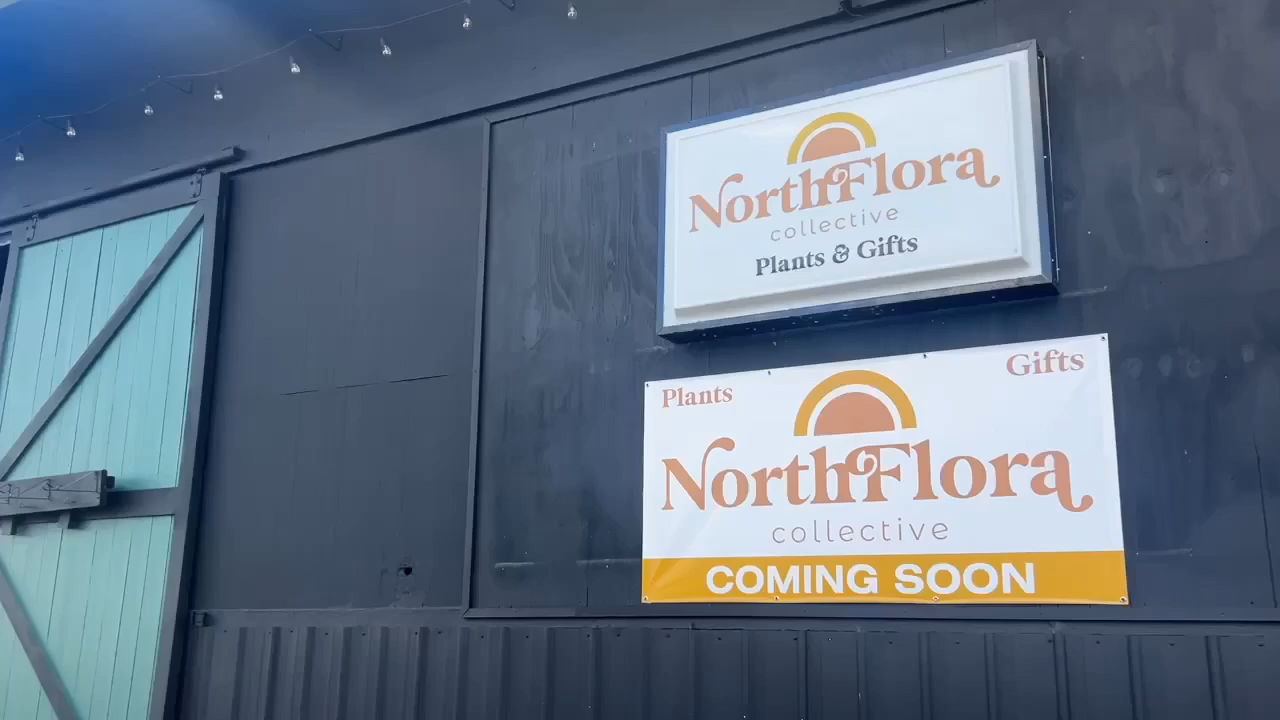 NorthFlora
collective
Plants & Gifts
Plants
Gifts
NorthFlora
collective
COMING SOON